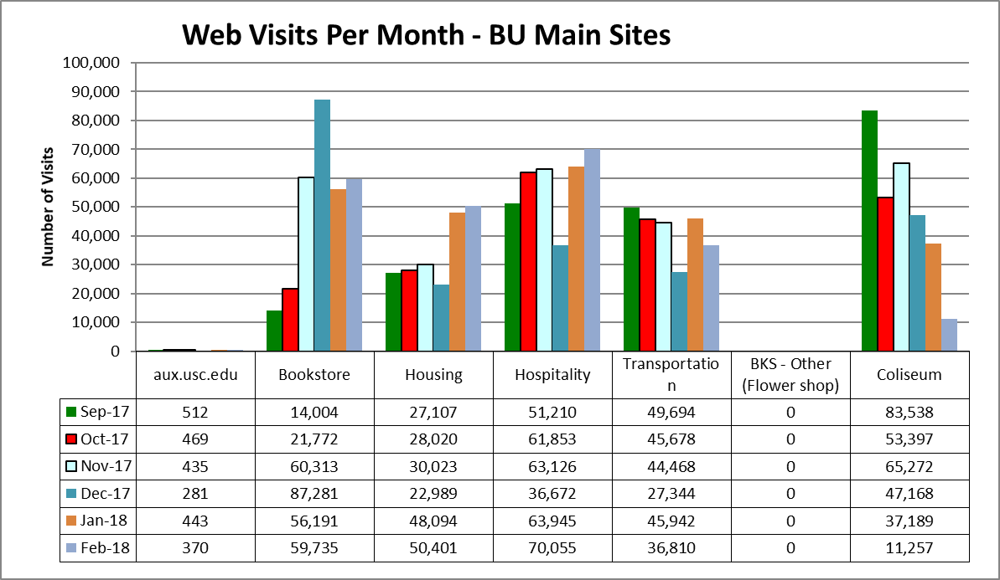 Web Visits Per Month - BU Main Sites
100,000
90,000
80,000
70,000
60,000
50,000
40,000
30,000
20,000
10,000
0
Number of Visits
aux.usc.edu Bookstore Housing Hospitality Transportatio BKS - Other Coliseum
n (Flower shop)
Sep-17 512 14,004 27,107 51,210 49,694 0 83,538
Oct-17 469 21,772 28,020 61,853 45,678 0 53,397
Nov-17 435 60,313 30,023 63,126 44,468 0 65,272
Dec-17 281 87,281 22,989 36,672 27,344 0 47,168
Jan-18 443 56,191 48,094 63,945 45,942 0 37,189
Feb-18 370 59,735 50,401 70,055 36,810 0 11,257